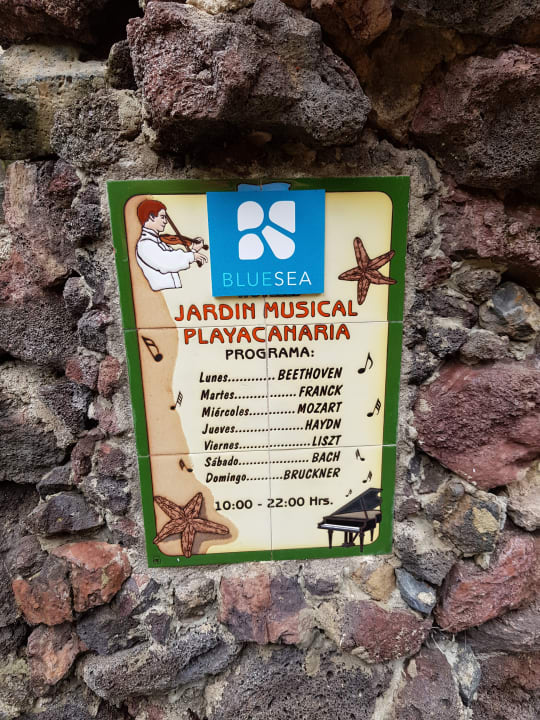 BLUESEA
JARDIN MUSICAL
PLAYACANARIA
PROGRAMA:
Lunes............BEETHOVEN
Martes................FRANCK
Miércoles...........MOZART
Jueves.................HAYDN
Viernes..................LISZT
Sábado..................BACH
Domingo.........BRUCKNER
10:00 - 22:00 Hrs.